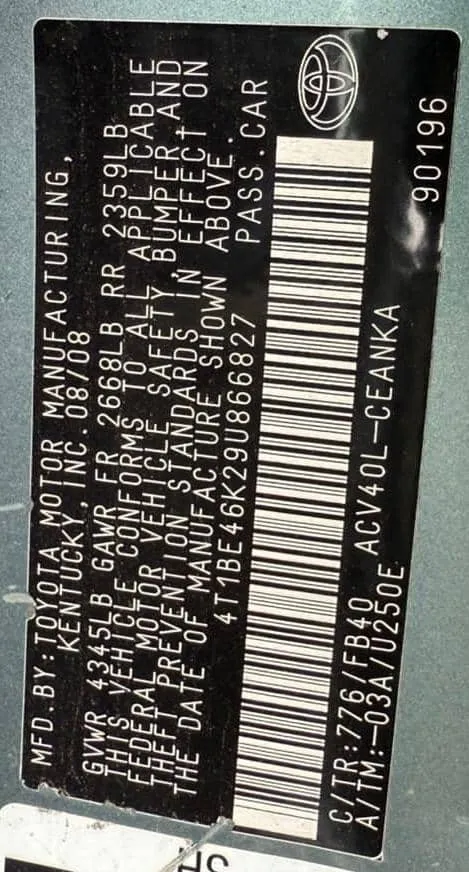 MFD.BY:TOYOTA MOTOR MANUFACTURING,
KENTUCKY, INC.08/08
GVWR 4345LB GAWR FR 2668LB RR 2359LB
THIS VEHICLE CONFORMS TO ALL APPLICABLE
FEDERAL MOTOR VEHICLE SAFETY, BUMPER AND
THEFT PREVENTION STANDARDS IN EFFECT ON
THE DATE OF MANUFACTURE SHOWN ABOVE.
4T1BE46K29U866827 PASS.CAR
C/TR:776/FB40 ACV40L-CEANKA
A/TM:-03A/U250E 90196